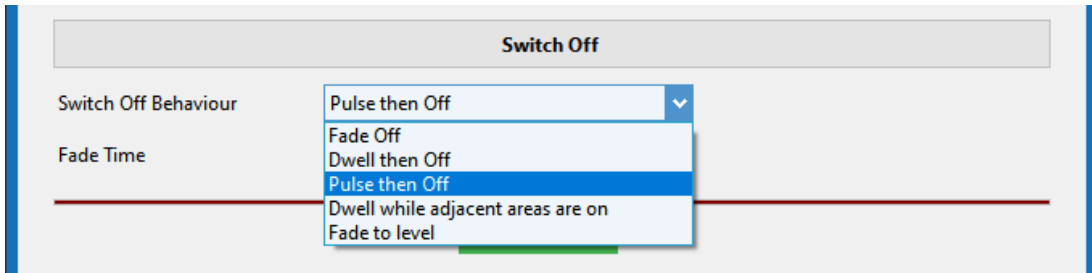 Switch Off
Switch Off Behaviour
Pulse then Off
Fade Off
Fade Time
Dwell then Off
Pulse then Off
Dwell while adjacent areas are on
Fade to level